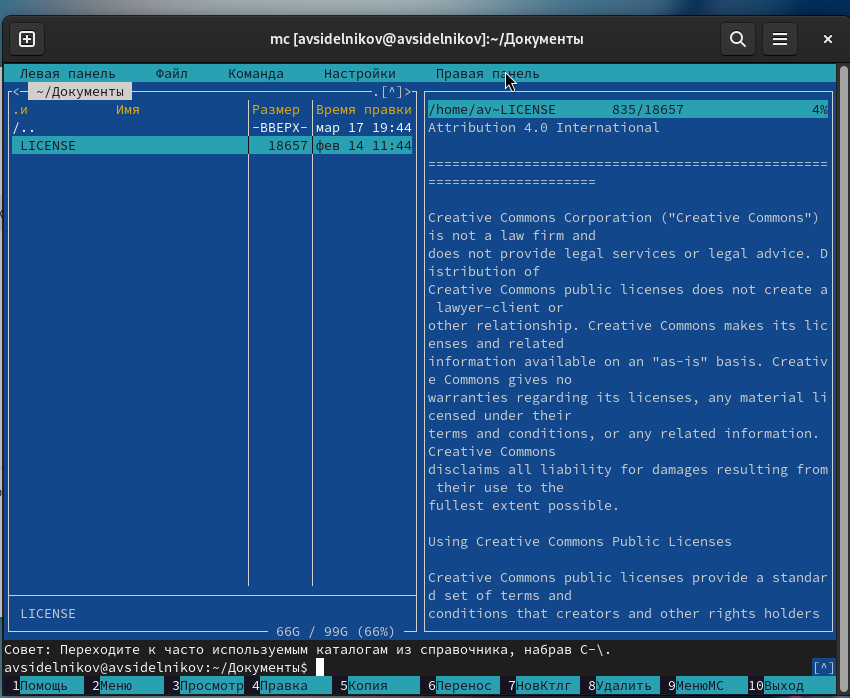 mc [avsidelnikov@avsidelnikov]:~/Документы
Левая панель Файл Команда Настройки Правая панель
<— ~/Документы .[^]>
.и Имя Размер Время правки
/.. -ВВЕРХ- мар 17 19:44
LICENSE 18657 фев 14 11:44
LICENSE
66G / 99G (66%)
/home/av~LICENSE 835/18657 4%
Attribution 4.0 International
==================================================
=====================
Creative Commons Corporation ("Creative Commons")
is not a law firm and
does not provide legal services or legal advice. D
istribution of
Creative Commons public licenses does not create a
lawyer-client or
other relationship. Creative Commons makes its lic
enses and related
information available on an "as-is" basis. Creativ
e Commons gives no
warranties regarding its licenses, any material li
censed under their
terms and conditions, or any related information.
Creative Commons
disclaims all liability for damages resulting from
their use to the
fullest extent possible.
Using Creative Commons Public Licenses
Creative Commons public licenses provide a standar
d set of terms and
conditions that creators and other rights holders
Совет: Переходите к часто используемым каталогам из справочника, набрав C-\.
avsidelnikov@avsidelnikov:~/Документы$ [^]
1Помощь 2Меню 3Просмотр 4Правка 5Копия 6Перенос 7НовКтлг 8Удалить 9МенюМС 10Выход